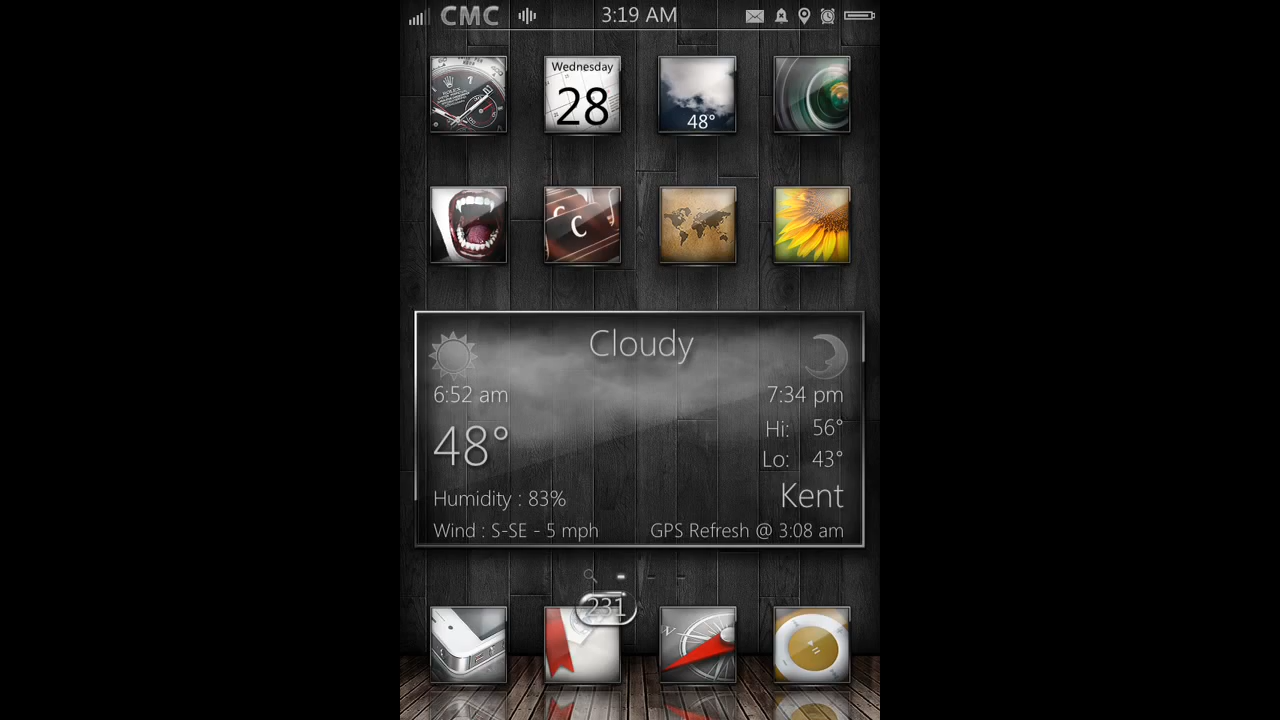 CMC 3:19 AM
Wednesday
28
48°
C C
Cloudy
6:52 am 7:34 pm
48°
Hi: 56°
Lo: 43°
Kent
Humidity : 83%
Wind : S-SE - 5 mph GPS Refresh @ 3:08 am
231
W